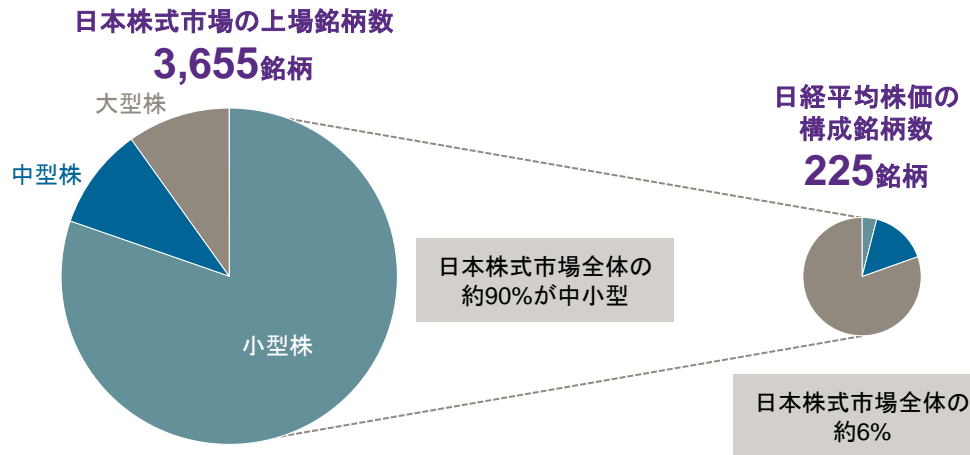 日本株式市場の上場銘柄数
3,655銘柄
大型株
中型株
小型株
日本株式市場全体の
約90%が中小型
日経平均株価の
構成銘柄数
225銘柄
日本株式市場全体の
約6%